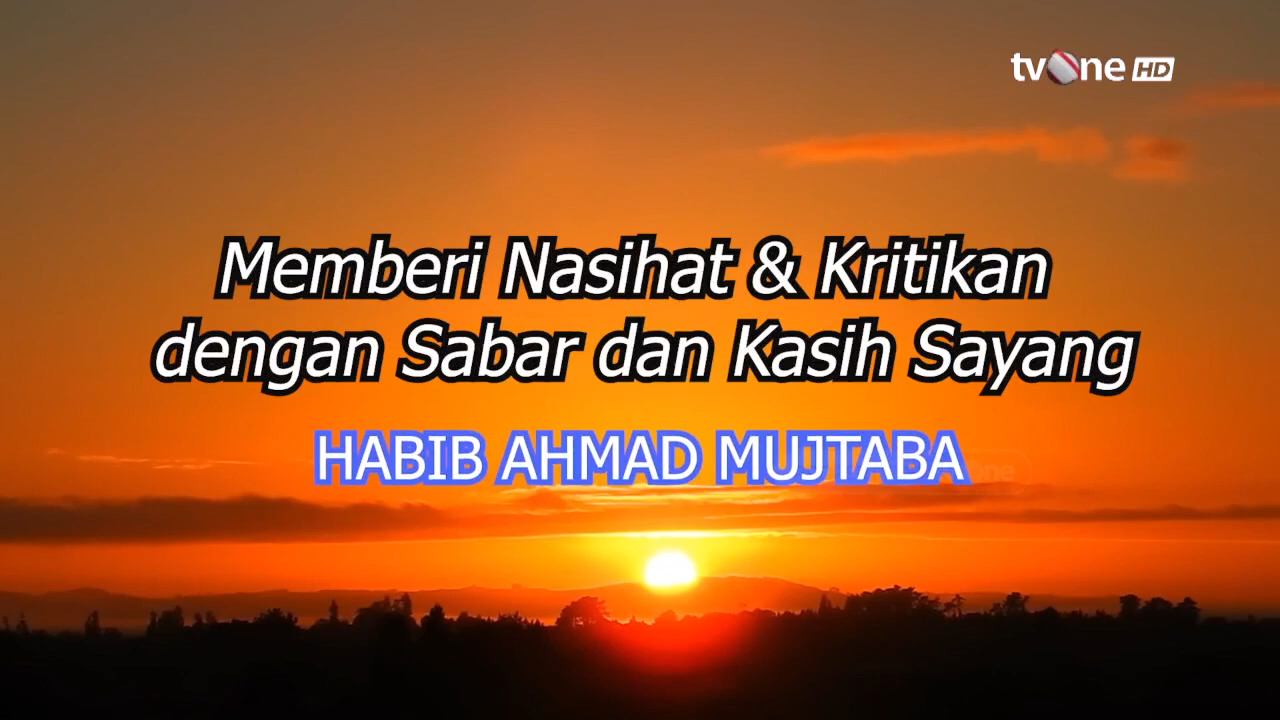 tvOne HD
Memberi Nasihat & Kritikan
dengan Sabar dan Kasih Sayang
HABIB AHMAD MUJTABA